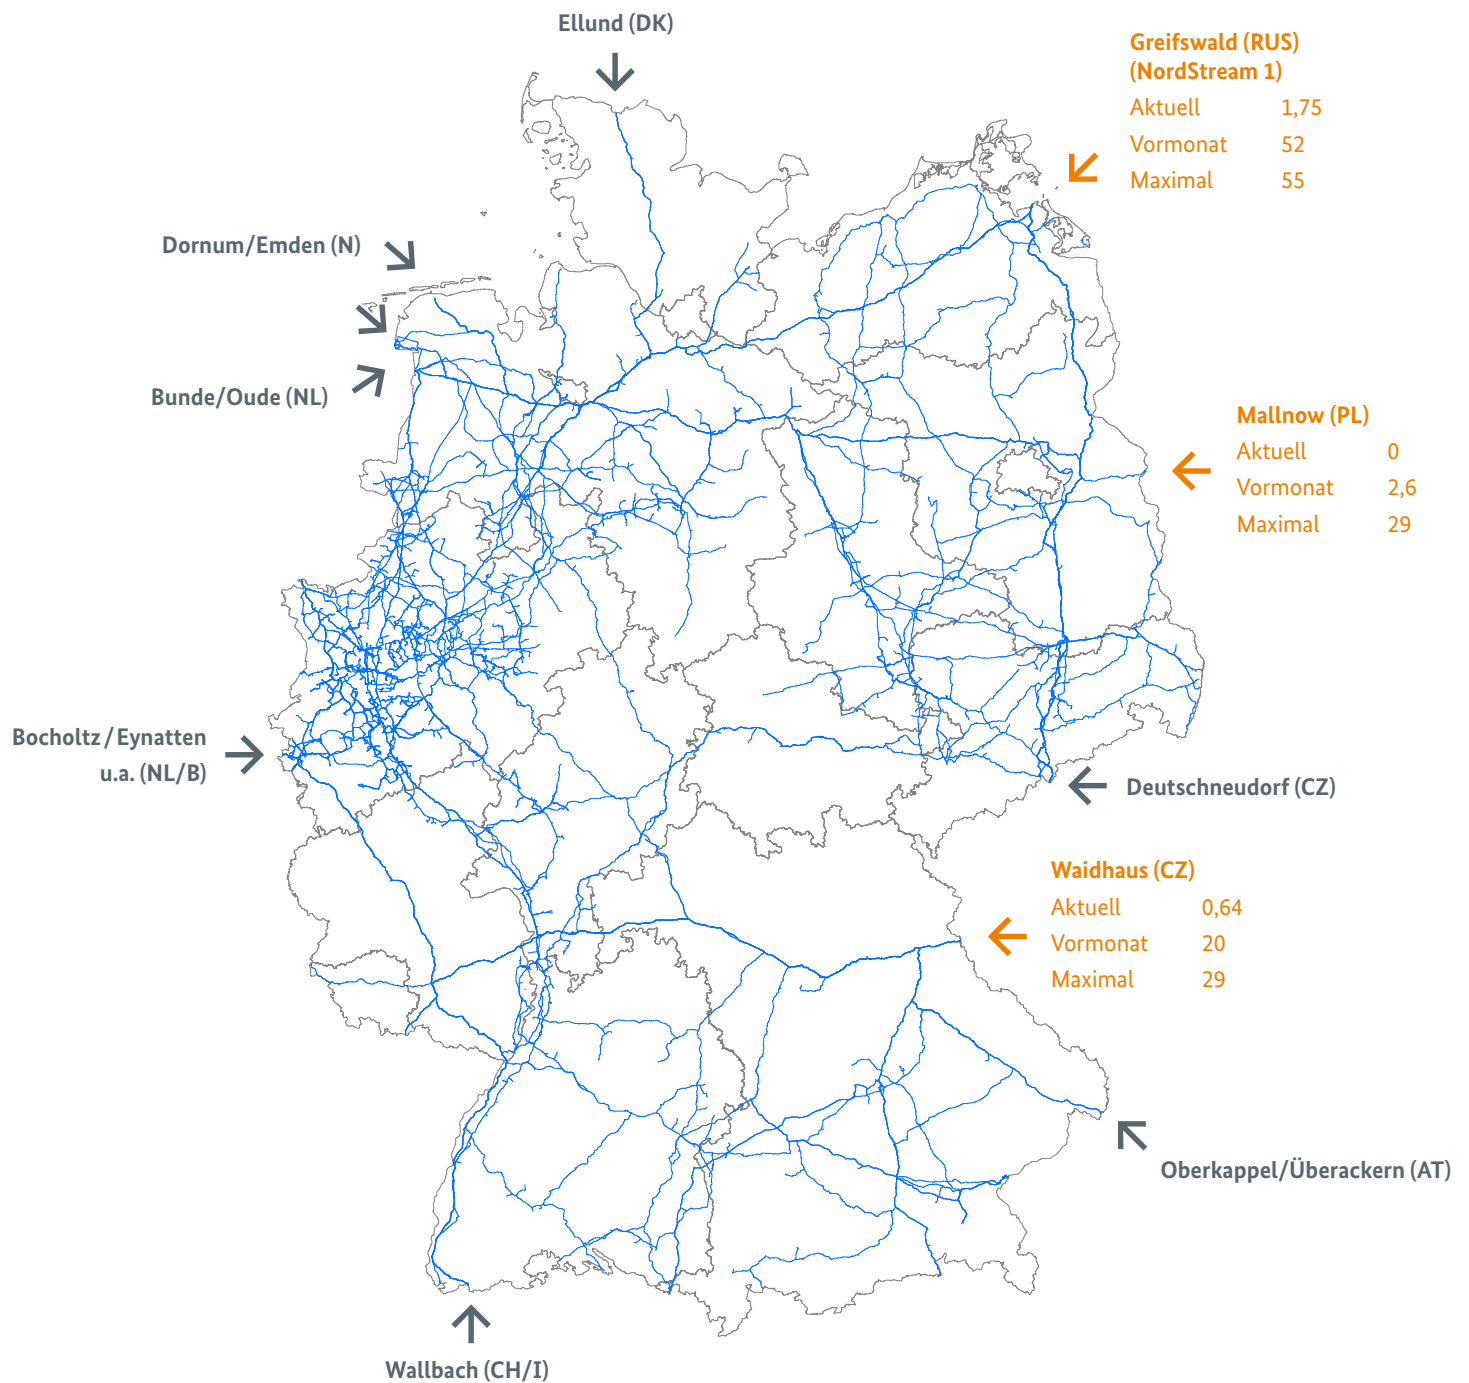 Ellund (DK)
Greifswald (RUS)
(NordStream 1)
Aktuell 1,75
Vormonat 52
Maximal 55
Dornum/Emden (N)
Bunde/Oude (NL)
Mallnow (PL)
Aktuell 0
Vormonat 2,6
Maximal 29
Bocholtz / Eynatten
u.a. (NL/B)
Deutschneudorf (CZ)
Waidhaus (CZ)
Aktuell 0,64
Vormonat 20
Maximal 29
Oberkappel/Überackern (AT)
Wallbach (CH/I)